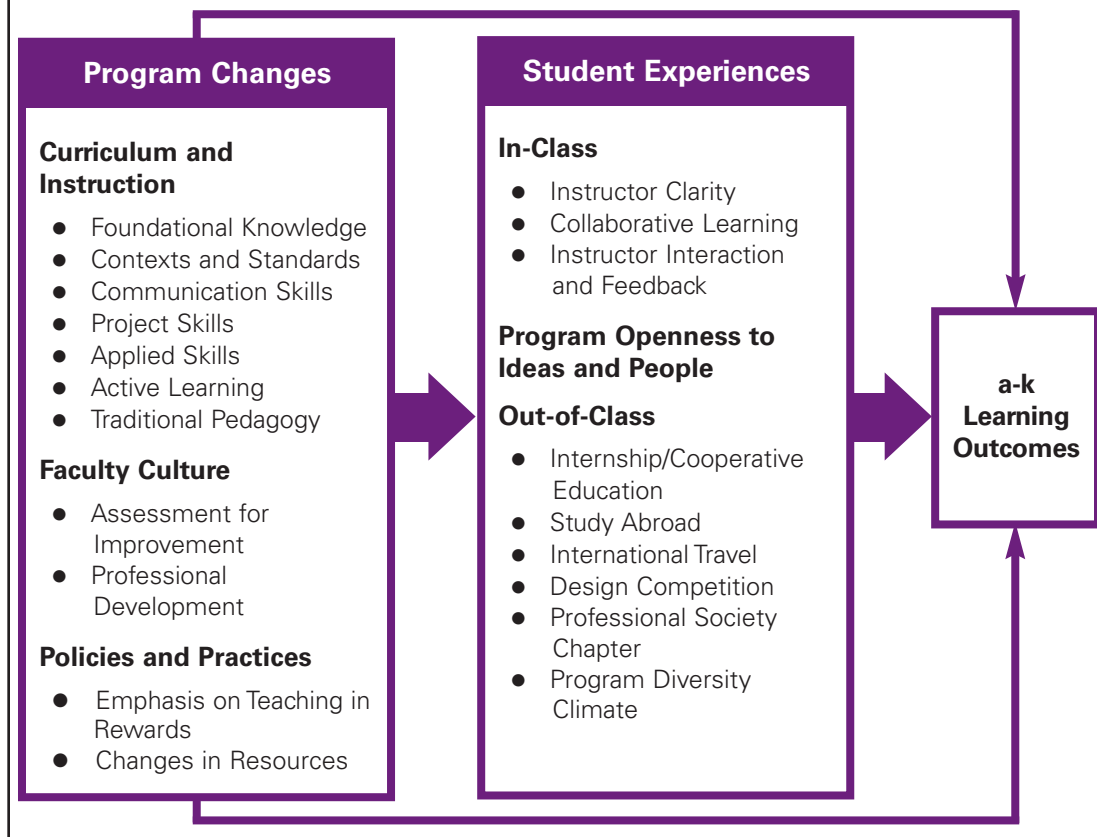 Program Changes
Curriculum and
Instruction
● Foundational Knowledge
● Contexts and Standards
● Communication Skills
● Project Skills
● Applied Skills
● Active Learning
● Traditional Pedagogy
Faculty Culture
● Assessment for
Improvement
● Professional
Development
Policies and Practices
● Emphasis on Teaching in
Rewards
● Changes in Resources
Student Experiences
In-Class
● Instructor Clarity
● Collaborative Learning
● Instructor Interaction
and Feedback
Program Openness to
Ideas and People
Out-of-Class
● Internship/Cooperative
Education
● Study Abroad
● International Travel
● Design Competition
● Professional Society
Chapter
● Program Diversity
Climate
a-k
Learning
Outcomes